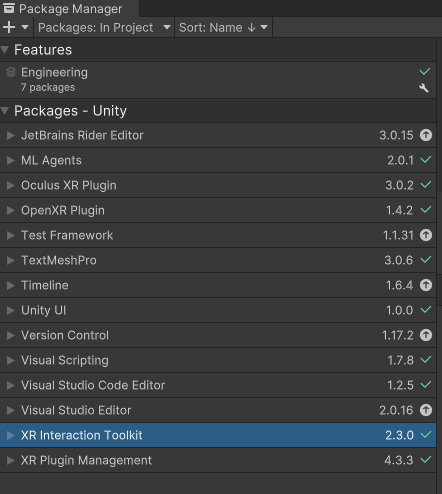 Package Manager
+ Packages: In Project Sort: Name ↓
Features
Engineering
7 packages
Packages - Unity
JetBrains Rider Editor 3.0.15
ML Agents 2.0.1
Oculus XR Plugin 3.0.2
OpenXR Plugin 1.4.2
Test Framework 1.1.31
TextMeshPro 3.0.6
Timeline 1.6.4
Unity UI 1.0.0
Version Control 1.17.2
Visual Scripting 1.7.8
Visual Studio Code Editor 1.2.5
Visual Studio Editor 2.0.16
XR Interaction Toolkit 2.3.0
XR Plugin Management 4.3.3